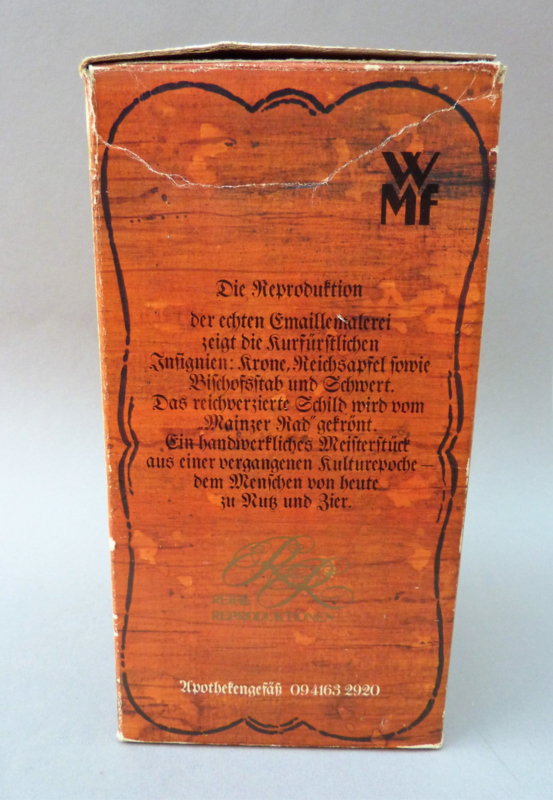 WMF
Die Reproduktion
der echten Emaillemalerei
zeigt die Kurfürstlichen
Insignien: Krone, Reichsapfel sowie
Bischofsstab und Schwert.
Das reichverzierte Schild wird vom
„Mainzer Rad" gekrönt.
Ein handwerkliches Meisterstück
aus einer vergangenen Kulturepoche –
dem Menschen von heute
zu Nutz und Zier.
REPRODUKTIONEN
Apothekengefäß 09 4163 2920